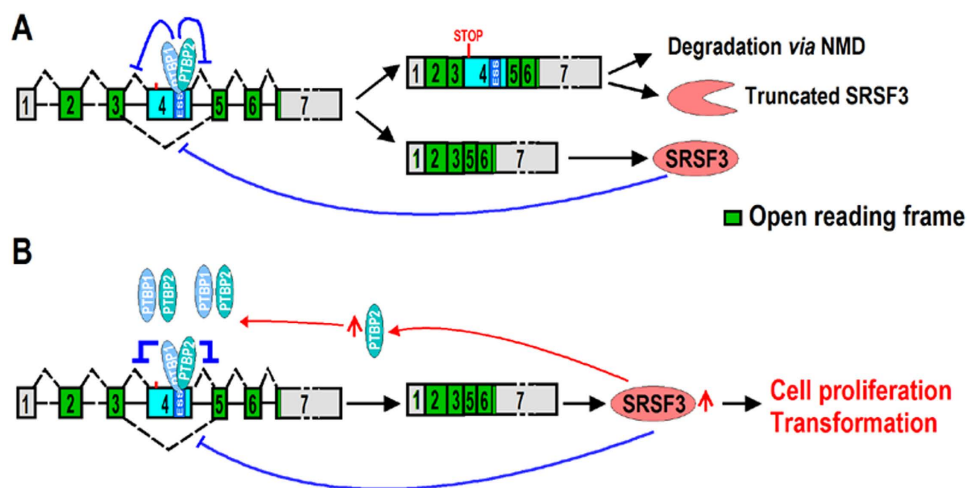 A
PTBP1 PTBP2
1 2 3 4 ESS 5 6 7
STOP
1 2 3 4 ESS 5 6 7
Degradation via NMD
Truncated SRSF3
1 2 3 5 6 7
SRSF3
Open reading frame
B
PTBP1 PTBP2 PTBP1 PTBP2
PTBP2
PTBP1 PTBP2
1 2 3 4 ESS 5 6 7
1 2 3 5 6 7
SRSF3
Cell proliferation
Transformation